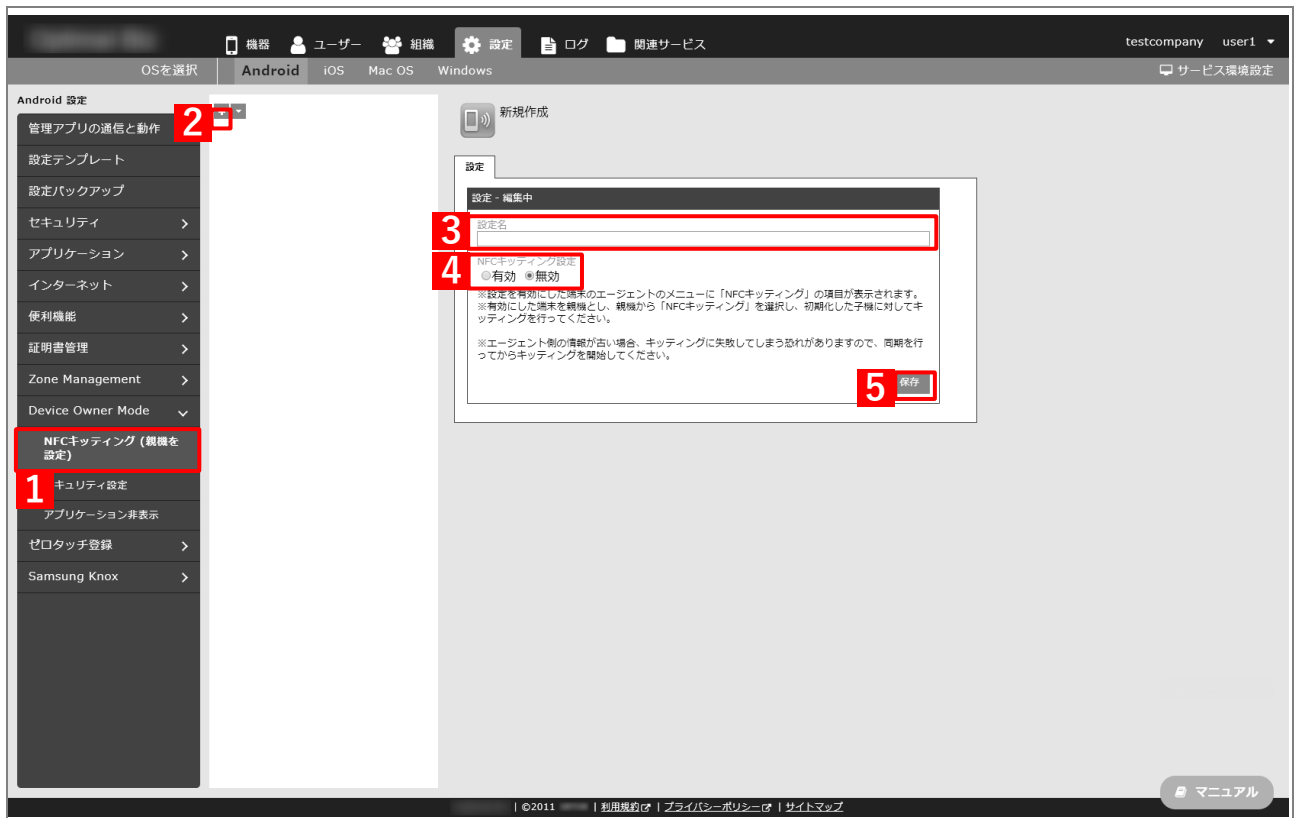 機器 ユーザー 組織 設定 ログ 関連サービス testcompany user1
OSを選択 Android iOS Mac OS Windows サービス環境設定
Android 設定
管理アプリの通信と動作
設定テンプレート
設定バックアップ
セキュリティ
アプリケーション
インターネット
便利機能
証明書管理
Zone Management
Device Owner Mode
NFCキッティング (親機を
設定)
1
キュリティ設定
アプリケーション非表示
ゼロタッチ登録
Samsung Knox
2
新規作成
設定
設定 - 編集中
3
設定名
4
NFCキッティング設定
有効 無効
※設定を有効にした端末のエージェントのメニューに「NFCキッティング」の項目が表示されます。
※有効にした端末を親機とし、親機から「NFCキッティング」を選択し、初期化した子機に対してキ
ッティングを行ってください。
※エージェント側の情報が古い場合、キッティングに失敗してしまう恐れがありますので、同期を行
ってからキッティングを開始してください。
5
保存
マニュアル
| ©2011 | 利用規約 | プライバシーポリシー | サイトマップ